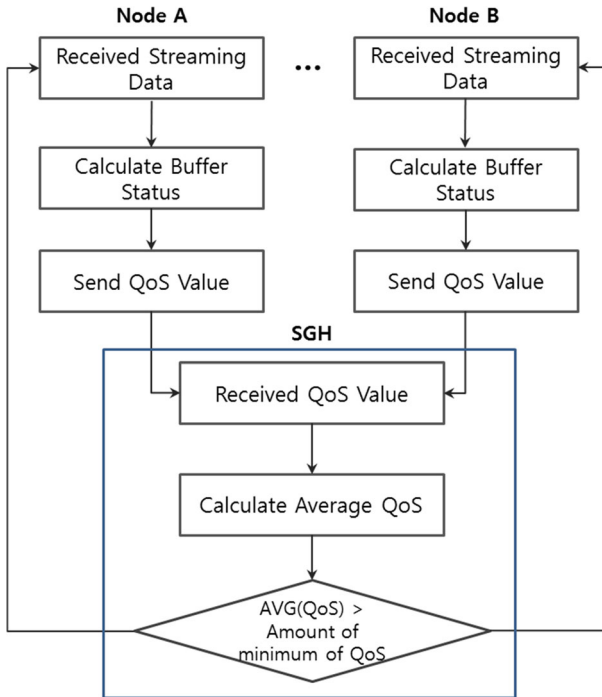 Node A
Node B
Received Streaming
Data
...
Received Streaming
Data
Calculate Buffer
Status
Calculate Buffer
Status
Send QoS Value
Send QoS Value
SGH
Received QoS Value
Calculate Average QoS
AVG(QoS) >
Amount of
minimum of QoS